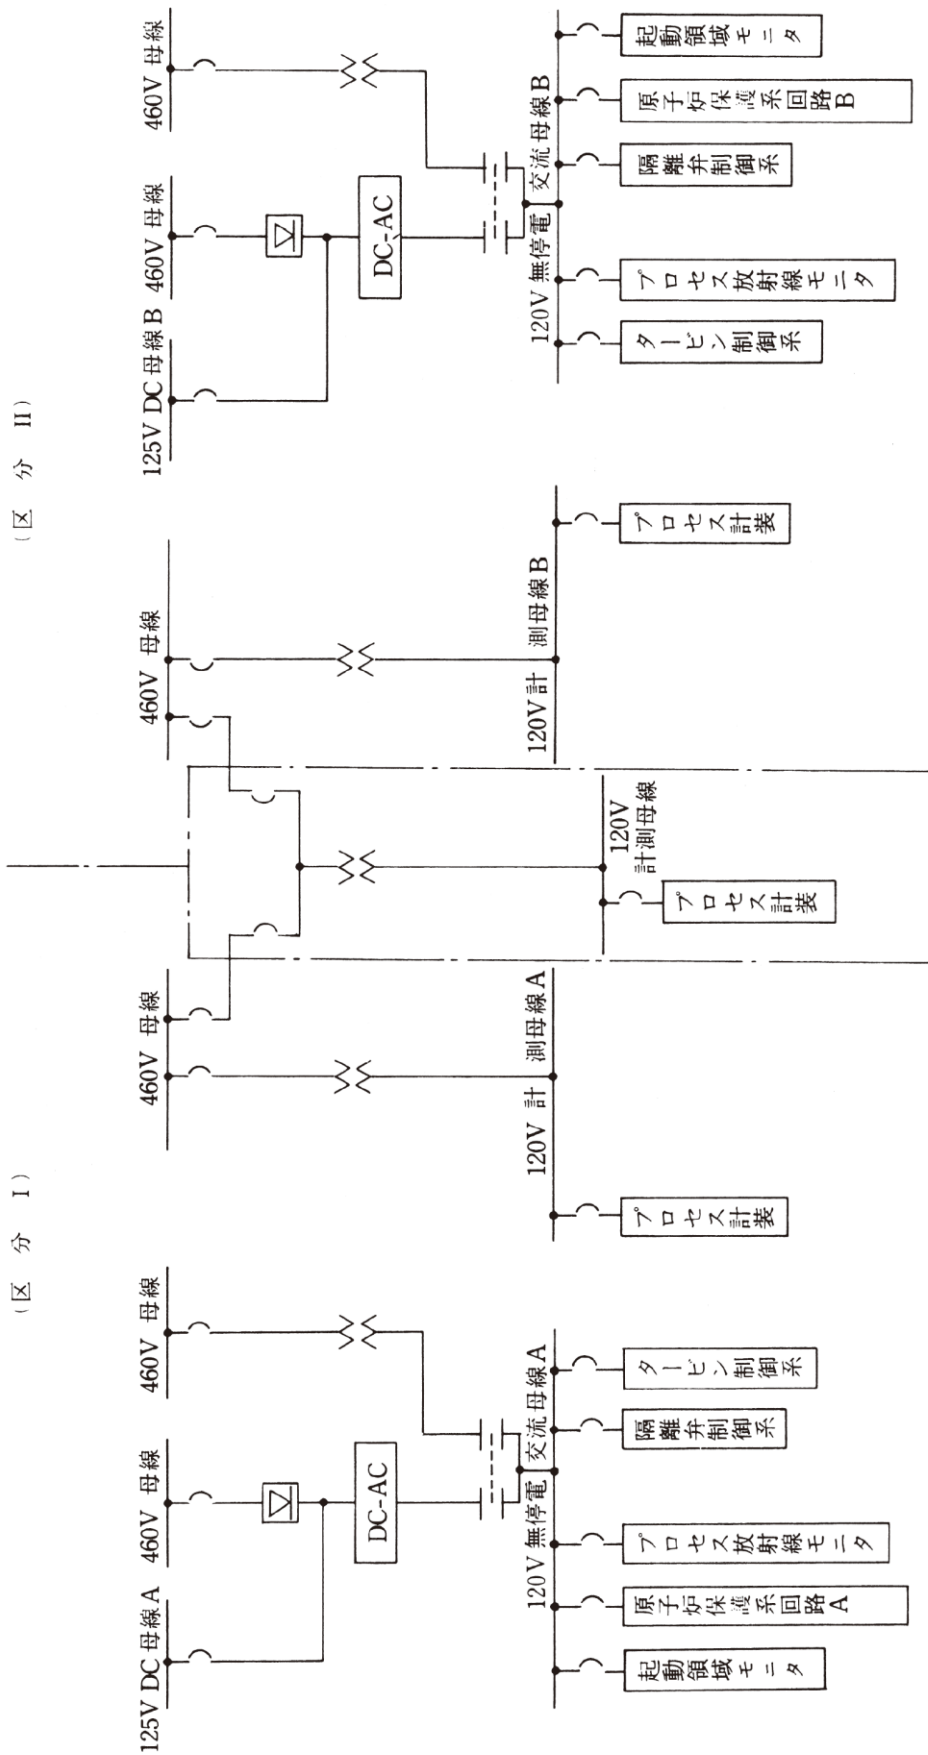 (区 分 I)
(区 分 II)
125V DC 母線 A
460V 母線
460V 母線
460V 母線
460V 母線
460V 母線
125V DC 母線 B
460V 母線
460V 母線
DC-AC
DC-AC
120V 無停電 交流 母線 A
120V 計 測 母線 A
120V
計測母線
120V 計 測 母線 B
120V 無停電 交流 母線 B
起動領域モニタ
原子炉保護系回路A
プロセス放射線モニタ
隔離弁制御系
タービン制御系
プロセス計装
プロセス計装
プロセス計装
タービン制御系
プロセス放射線モニタ
隔離弁制御系
原子炉保護系回路B
起動領域モニタ